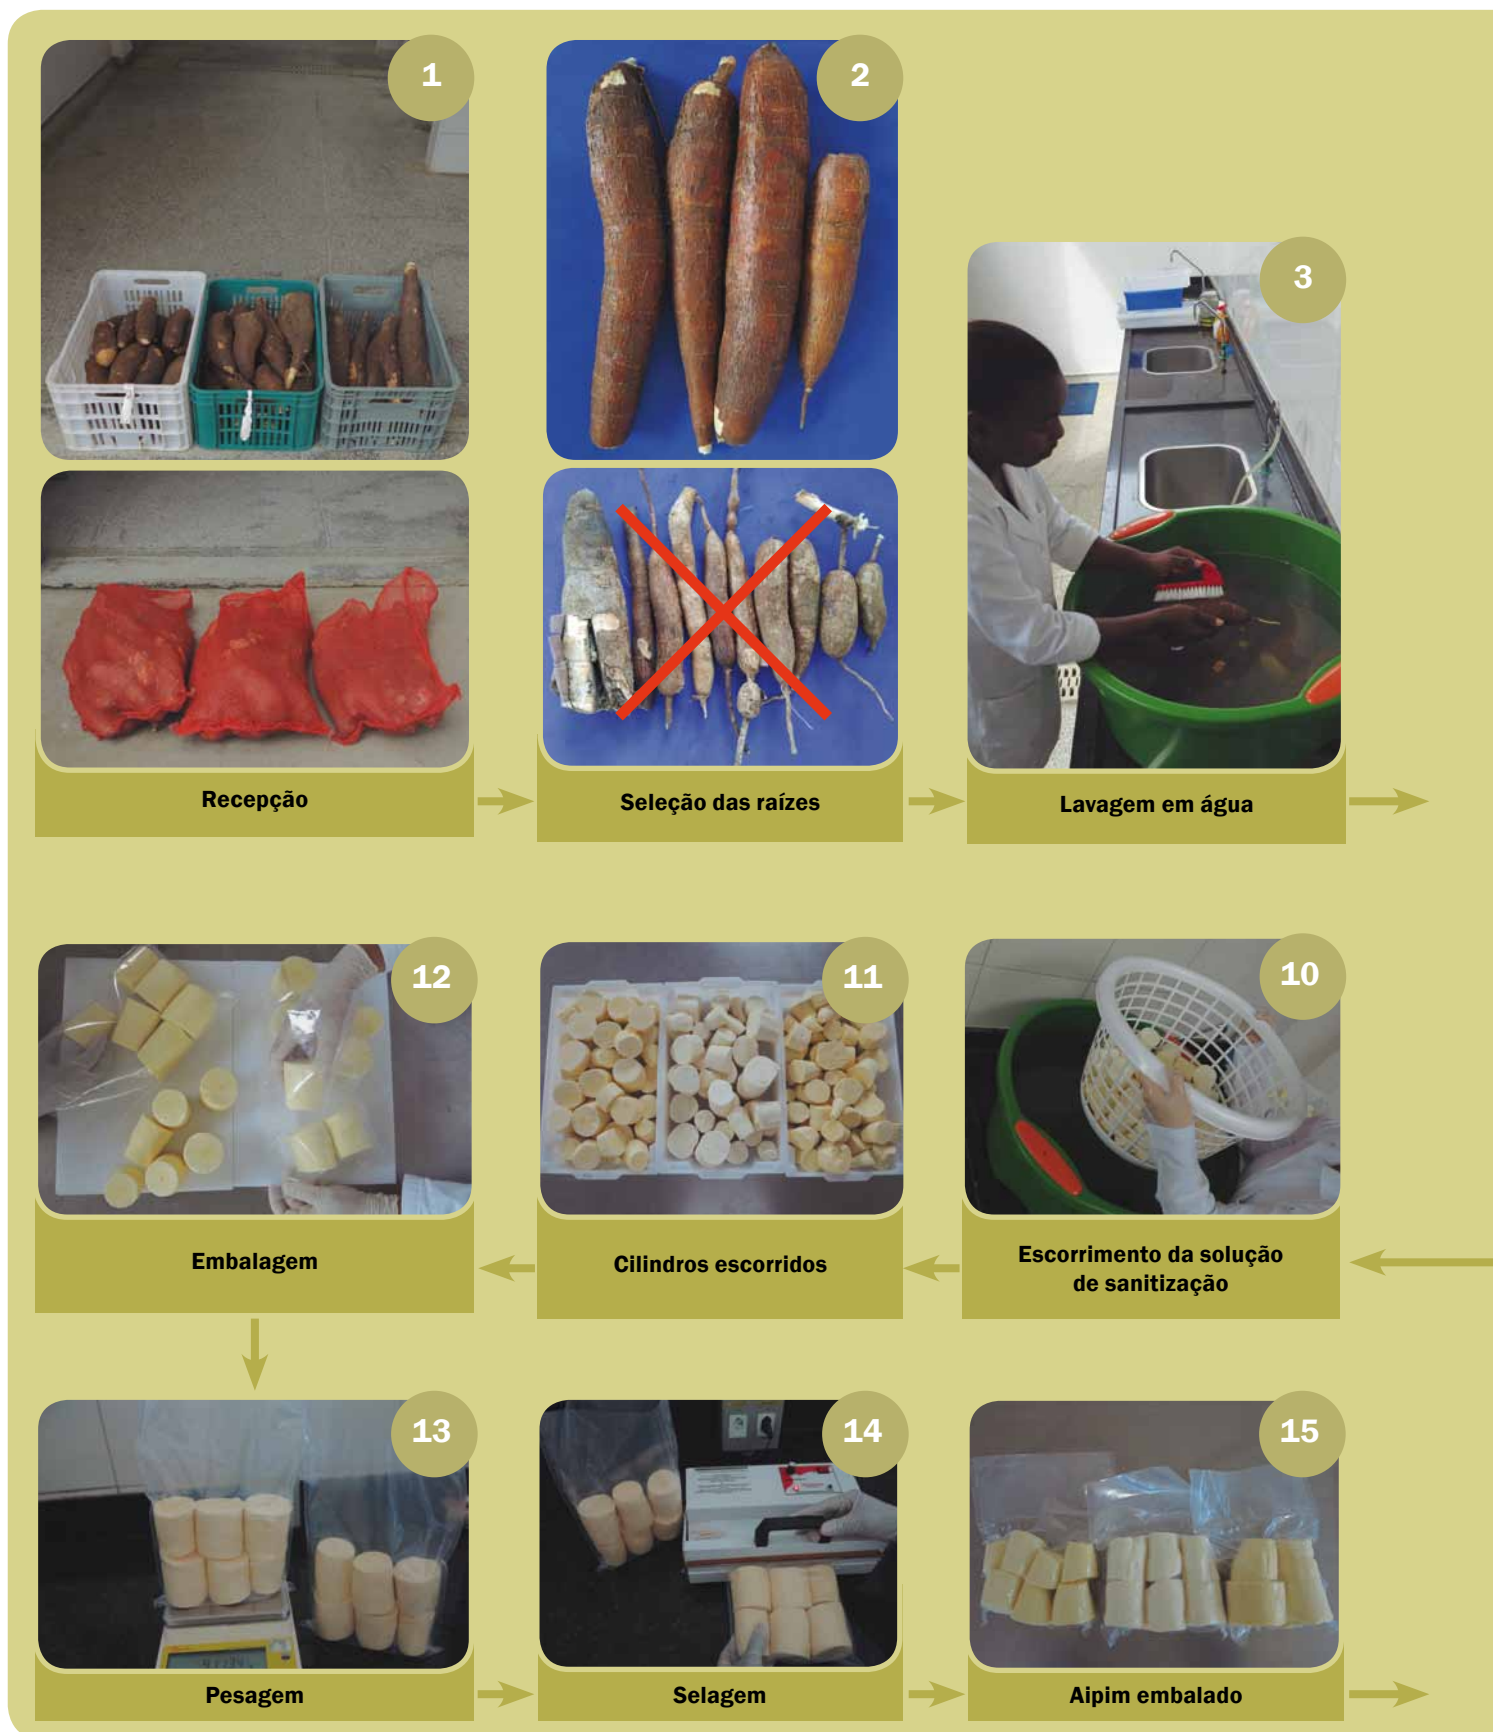 1
2
3
Recepção
Seleção das raízes
Lavagem em água
12
11
10
Embalagem
Cilindros escorridos
Escorrimento da solução
de sanitização
13
14
15
Pesagem
Selagem
Aipim embalado